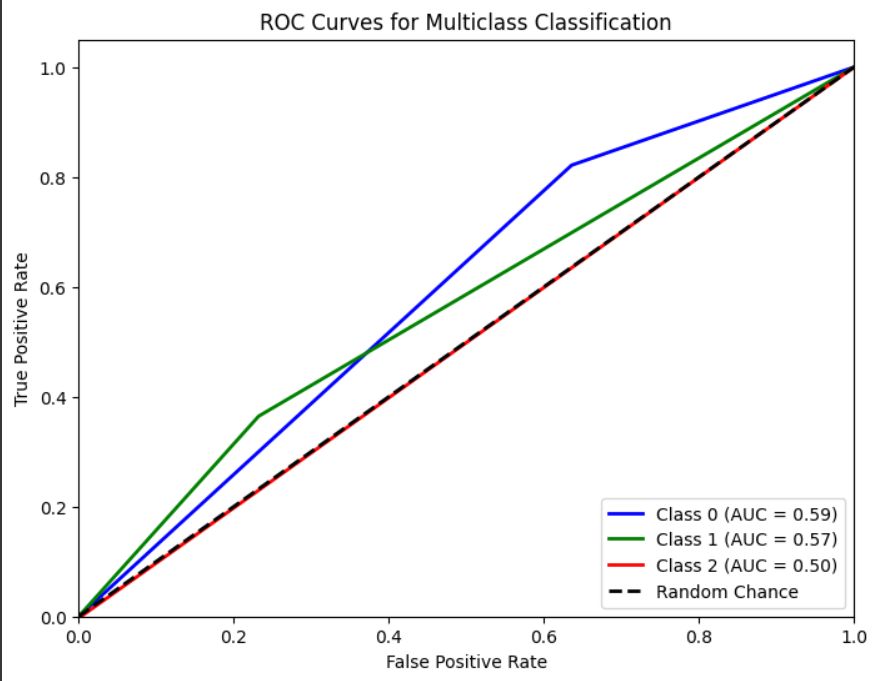 ROC Curves for Multiclass Classification
True Positive Rate
1.0
0.8
0.6
0.4
0.2
0.0
Class 0 (AUC = 0.59)
Class 1 (AUC = 0.57)
Class 2 (AUC = 0.50)
Random Chance
0.0 0.2 0.4 0.6 0.8 1.0
False Positive Rate